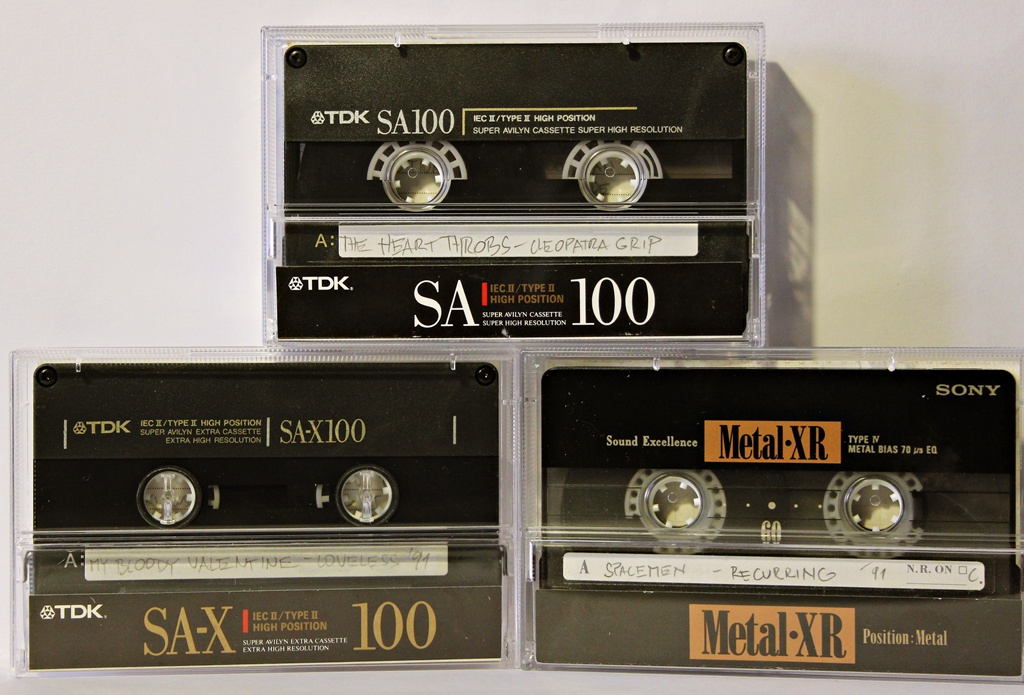 TDK SA100 IEC II/TYPE II HIGH POSITION
SUPER AVILYN CASSETTE SUPER HIGH RESOLUTION
A: THE HEART THROBS - CLEOPATRA GRIP
TDK. SA IEC II/TYPE II HIGH POSITION 100
SUPER AVILYN CASSETTE
SUPER HIGH RESOLUTION
TDK IEC II/TYPE II HIGH POSITION
SUPER AVILYN EXTRA CASSETTE
EXTRA HIGH RESOLUTION
SA-X100
A: MY BLOODY VALENTINE - LOVELESS '91
TDK. SA-X IEC II/TYPE II HIGH POSITION 100
SUPER AVILYN EXTRA CASSETTE
EXTRA HIGH RESOLUTION
SONY
Sound Excellence Metal·XR TYPE IV
METAL BIAS 70 µs EQ
60
A SPACEMEN - RECURRING '91 N.R. ON □ C.
Metal·XR Position: Metal